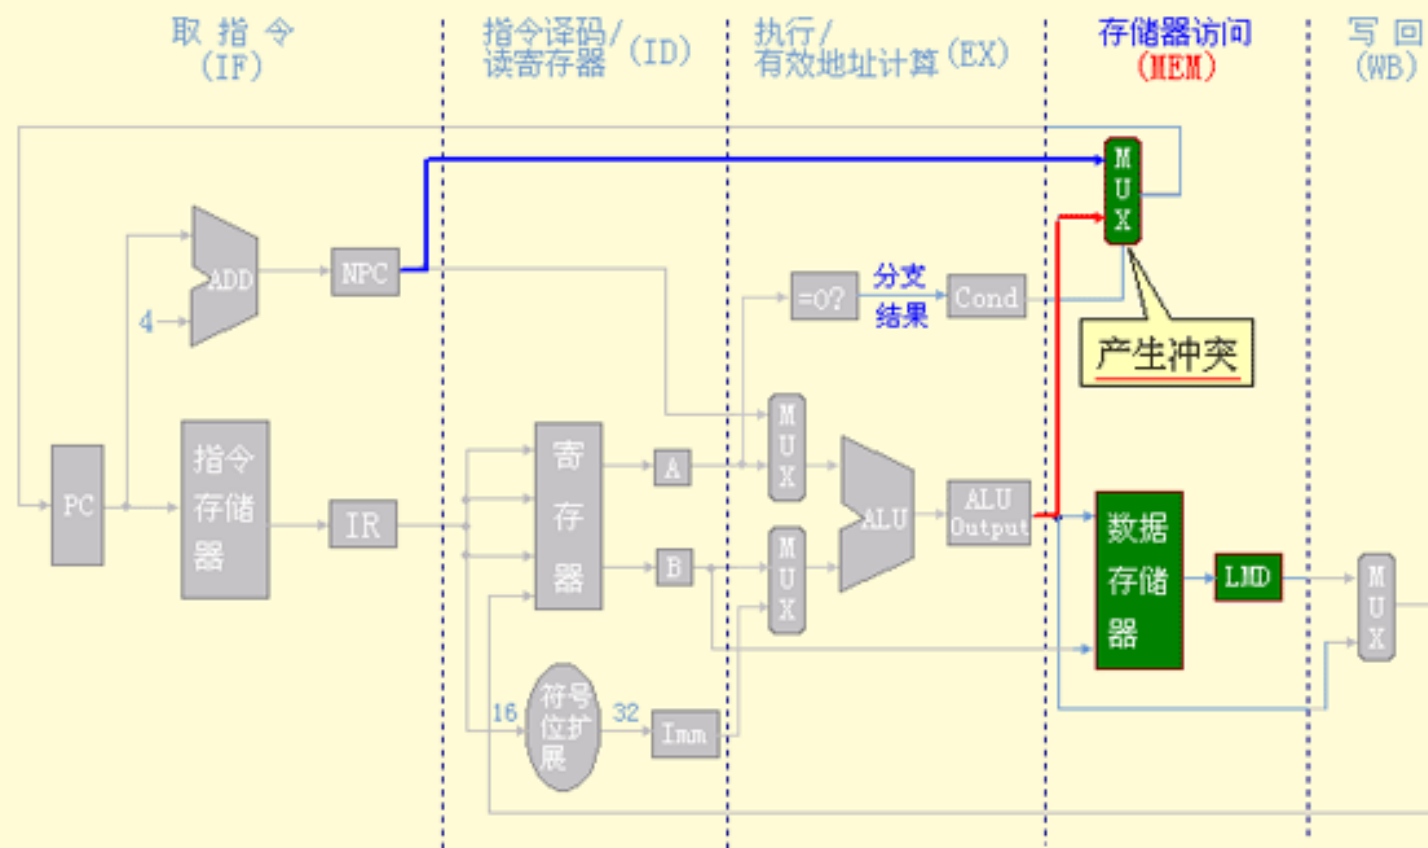 取 指 令
(IF)
指令译码/
读寄存器 (ID)
执行/
有效地址计算 (EX)
存储器访问
(MEM)
写 回
(WB)
M
U
X
ADD
NPC
4
=0?
分支
结果
Cond
产生冲突
PC
指令
存储
器
IR
寄
存
器
A
B
M
U
X
M
U
X
ALU
ALU
Output
数据
存储
器
LMD
M
U
X
16
符号
位扩
展
32
Imm